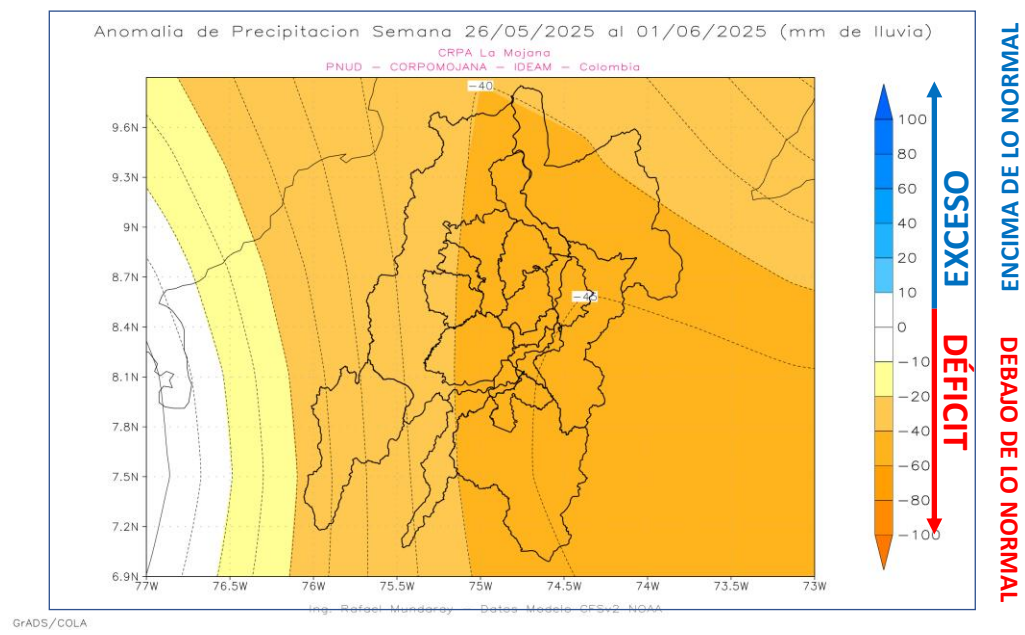 Anomalia de Precipitacion Semana 26/05/2025 al 01/06/2025 (mm de lluvia)
CRPA La Mojana
PNUD – CORPOMOJANA – IDEAM – Colombia
-40
-45
9.6N
9.3N
9N
8.7N
8.4N
8.1N
7.8N
7.5N
7.2N
6.9N
77W
76.5W
76W
75.5W
75W
74.5W
74W
73.5W
73W
100
80
60
40
20
10
0
-10
-20
-40
-60
-80
-100
EXCESO
DÉFICIT
ENCIMA DE LO NORMAL
DEBAJO DE LO NORMAL
Ing. Rafael Mundaray – Datos Modelo CFSv2 NOAA
GrADS/COLA